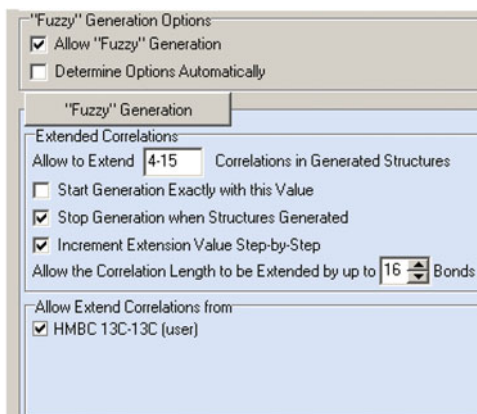 "Fuzzy" Generation Options
Allow "Fuzzy" Generation
Determine Options Automatically
"Fuzzy" Generation
Extended Correlations
Allow to Extend 4-15 Correlations in Generated Structures
Start Generation Exactly with this Value
Stop Generation when Structures Generated
Increment Extension Value Step-by-Step
Allow the Correlation Length to be Extended by up to 16 Bonds
Allow Extend Correlations from
HMBC 13C-13C (user)